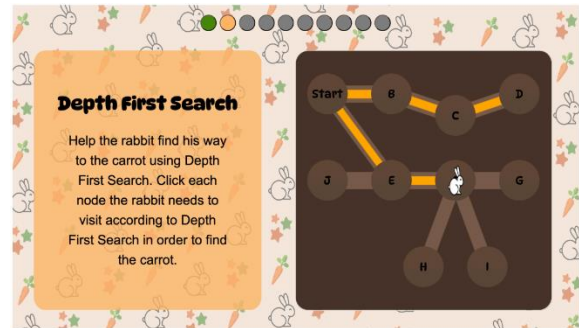 Depth First Search
Help the rabbit find his way
to the carrot using Depth
First Search. Click each
node the rabbit needs to
visit according to Depth
First Search in order to find
the carrot.
Start
B
C
D
J
E
G
H
I